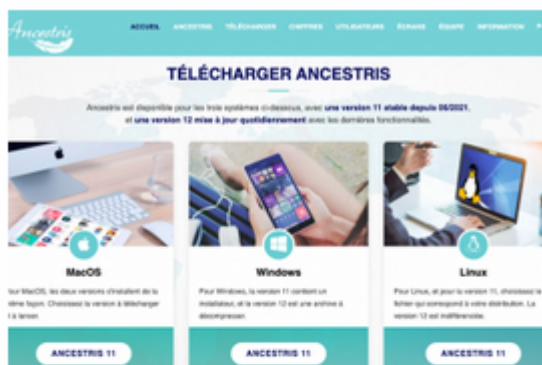 Ancestris
ACCUEIL ANCESTRIS TÉLÉCHARGER CHIFFRES UTILISATEURS ÉCRANS ÉQUIPE INFORMATION
TÉLÉCHARGER ANCESTRIS
Ancestris est disponible pour les trois systèmes ci-dessous, avec une version 11 stable depuis 06/2021,
et une version 12 mise à jour quotidiennement avec les dernières fonctionnalités.
MacOS
our MacOS, les deux versions s'installent de la
ême façon. Choisissez la version à télécharger
t à lancer.
ANCESTRIS 11
Windows
Pour Windows, la version 11 contient un
installateur, et la version 12 est une archive à
décompresser.
ANCESTRIS 11
Linux
Pour Linux, et pour la version 11, choisissez le
fichier qui correspond à votre distribution. La
version 12 est indifférenciée.
ANCESTRIS 11